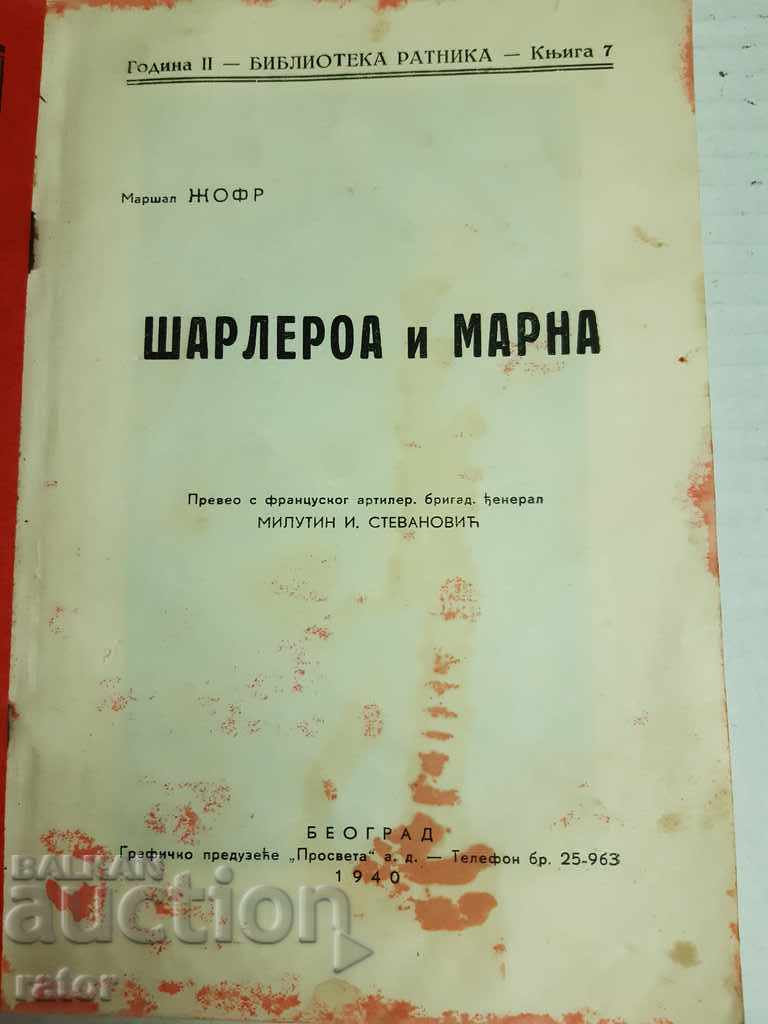 Година II — БИБЛИОТЕКА РАТНИКА — Књига 7
Маршал ЖОФР
ШАРЛЕРОА и МАРНА
Превео с француског артилер. бригад. ђенерал
МИЛУТИН И. СТЕВАНОВИЋ
БЕОГРАД
Графичко предузеће „Просвета“ а. д. — Телефон бр. 25-963
1940
BALKAN
auction
rator